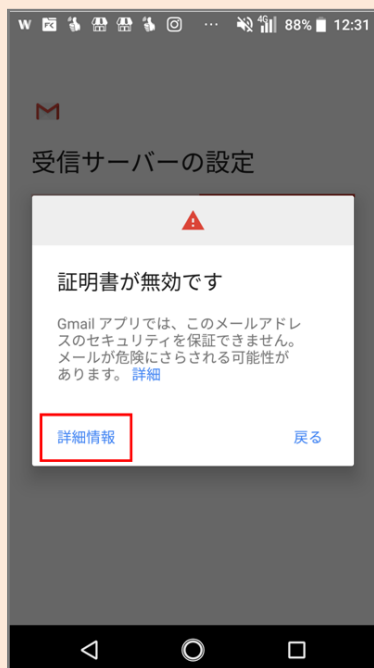 W 4G 88% 12:31
受信サーバーの設定
証明書が無効です
Gmail アプリでは、このメールアドレ
スのセキュリティを保証できません。
メールが危険にさらされる可能性が
あります。 詳細
詳細情報 戻る